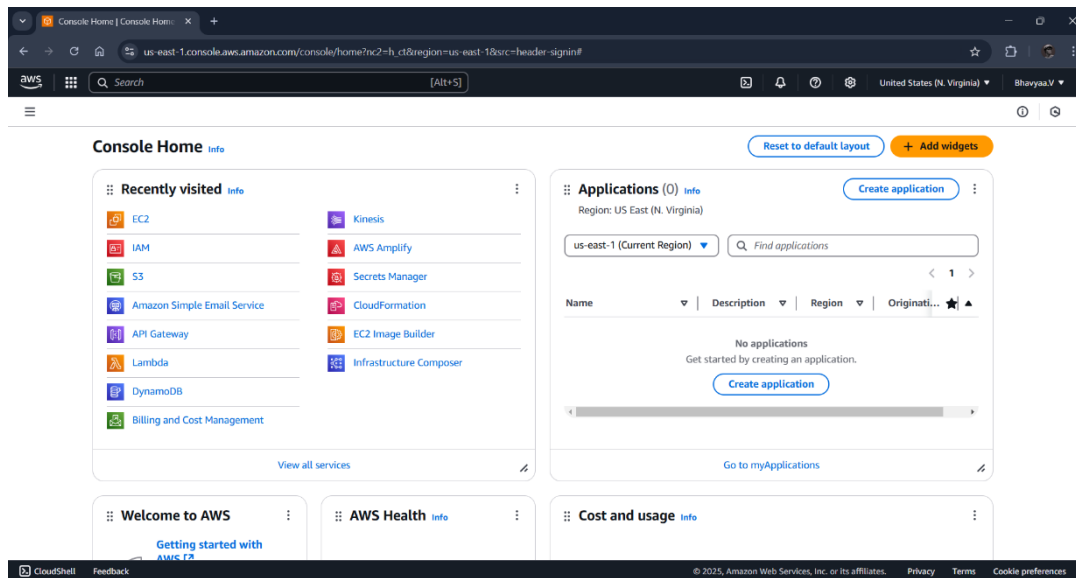 Console Home | Console Home
us-east-1.console.aws.amazon.com/console/home?nc2=h_ct&region=us-east-1&src=header-signin#
aws
Search [Alt+S]
United States (N. Virginia)
Bhavyaa.V
Console Home Info
Reset to default layout
+ Add widgets
Recently visited Info
EC2
IAM
S3
Amazon Simple Email Service
API Gateway
Lambda
DynamoDB
Billing and Cost Management
Kinesis
AWS Amplify
Secrets Manager
CloudFormation
EC2 Image Builder
Infrastructure Composer
View all services
Applications (0) Info
Region: US East (N. Virginia)
Create application
us-east-1 (Current Region)
Find applications
1
Name Description Region Originati...
No applications
Get started by creating an application.
Create application
Go to myApplications
Welcome to AWS
Getting started with
AWS
AWS Health Info
Cost and usage Info
CloudShell Feedback
© 2025, Amazon Web Services, Inc. or its affiliates. Privacy Terms Cookie preferences